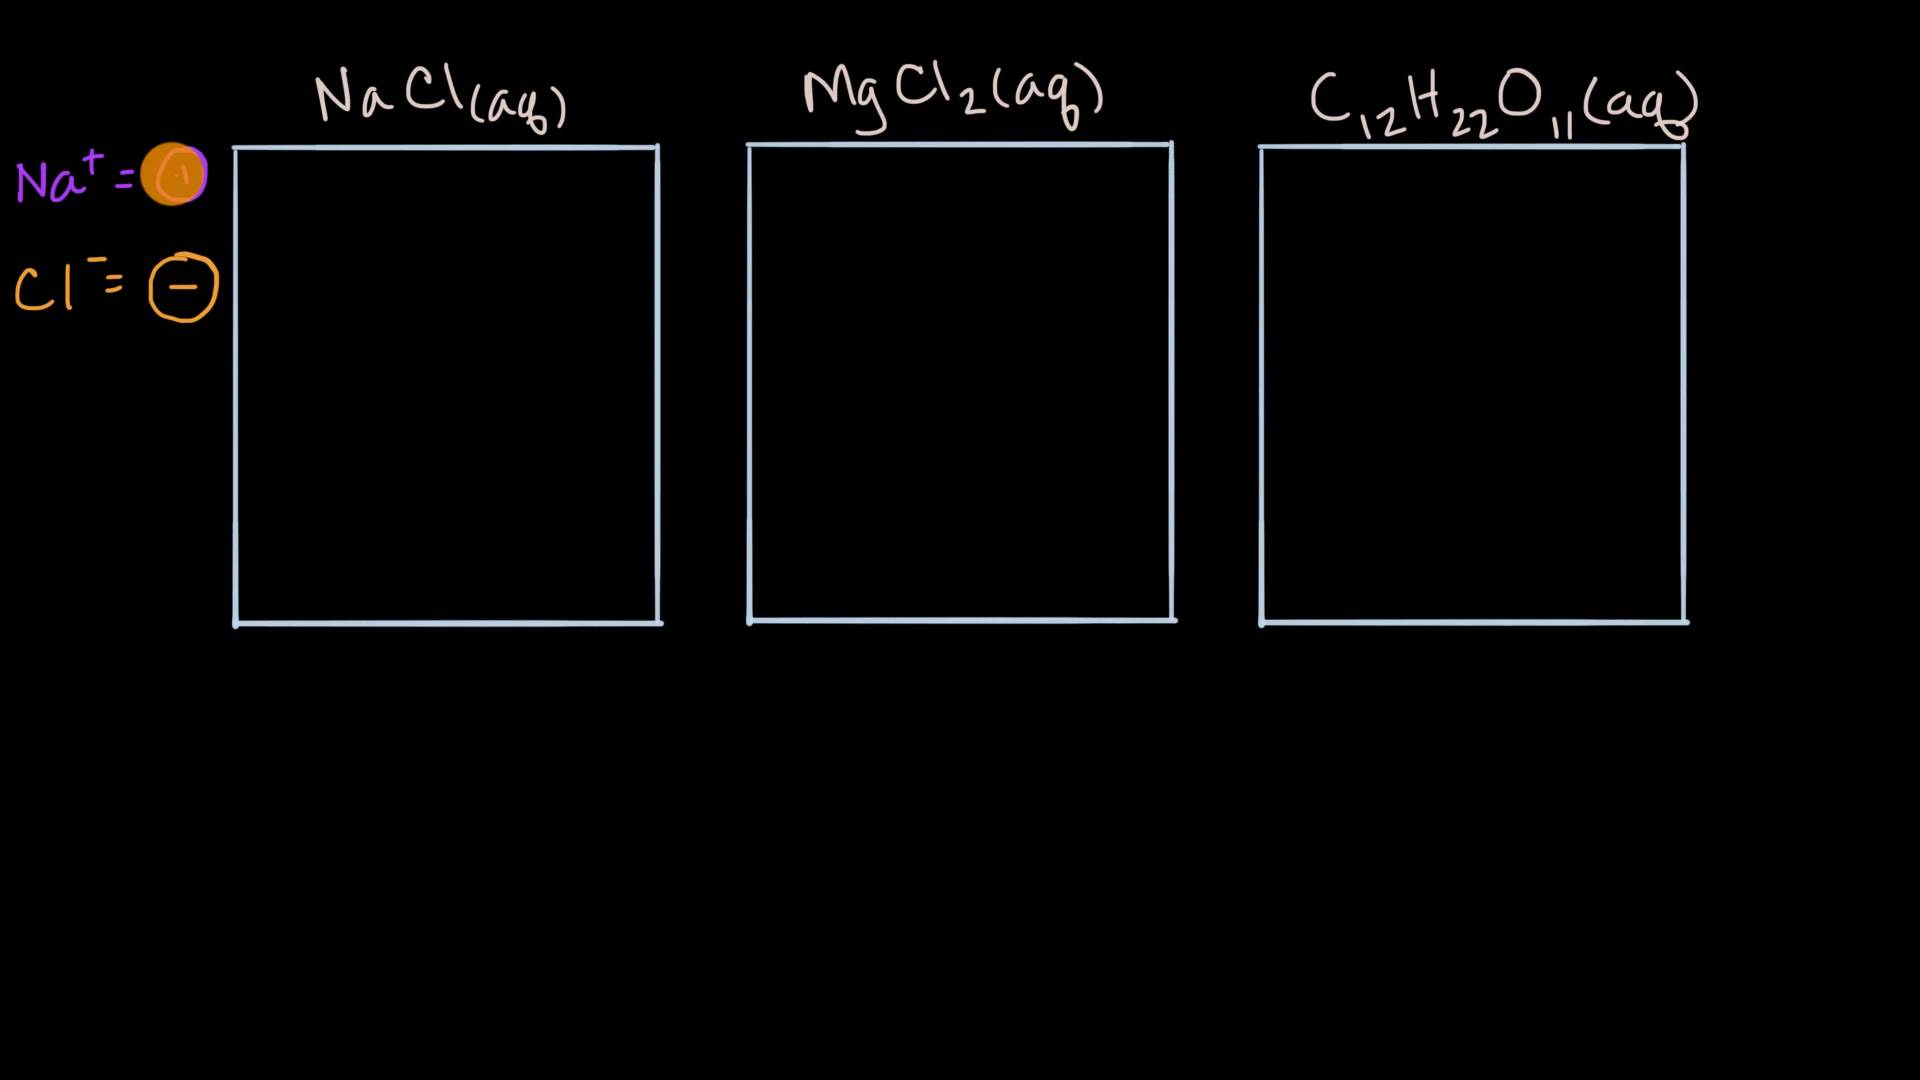 NaCl(aq)
MgCl₂(aq)
C₁₂H₂₂O₁₁(aq)
Na⁺ =
Cl⁻ = −